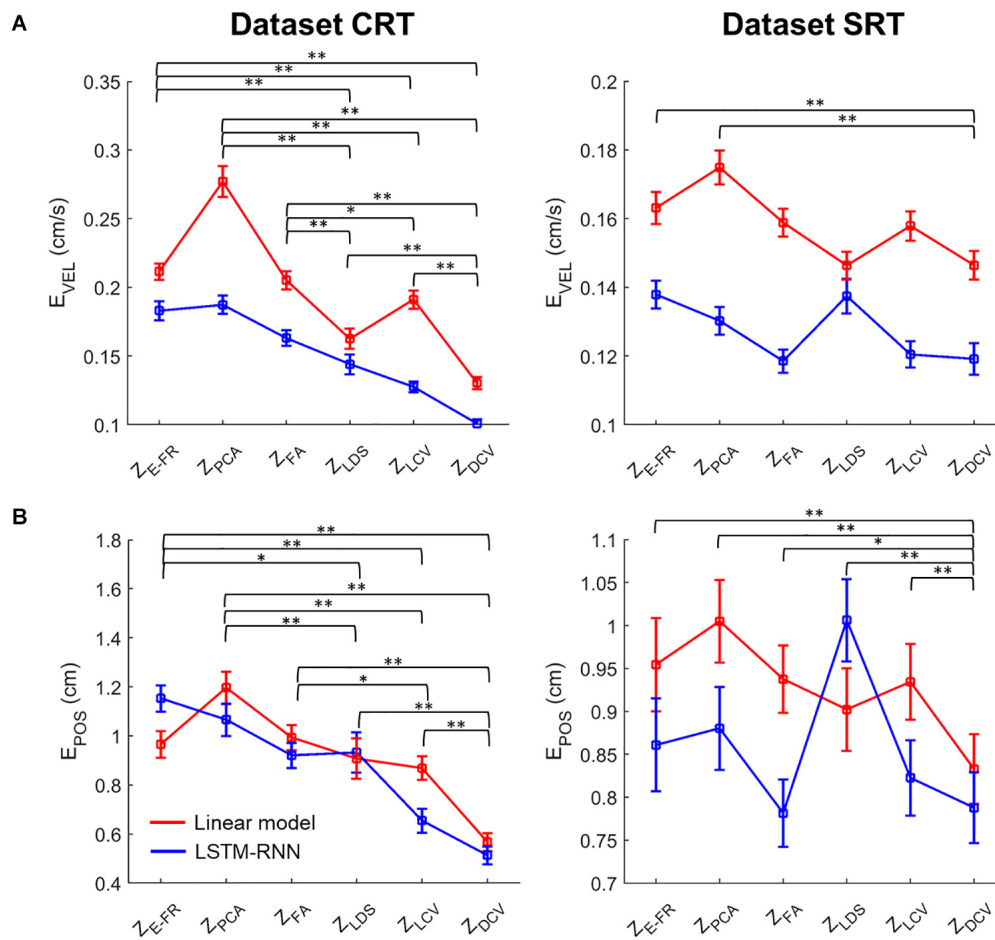 A
Dataset CRT
Dataset SRT
E_VEL (cm/s)
0.35
0.3
0.25
0.2
0.15
0.1
**
**
**
**
**
**
**
*
**
**
**
Z_E-FR
Z_PCA
Z_FA
Z_LDS
Z_LCV
Z_DCV
E_VEL (cm/s)
0.2
0.18
0.16
0.14
0.12
0.1
**
**
Z_E-FR
Z_PCA
Z_FA
Z_LDS
Z_LCV
Z_DCV
B
E_POS (cm)
1.8
1.6
1.4
1.2
1
0.8
0.6
0.4
**
**
*
**
**
**
**
*
**
**
Linear model
LSTM-RNN
Z_E-FR
Z_PCA
Z_FA
Z_LDS
Z_LCV
Z_DCV
E_POS (cm)
1.1
1.05
1
0.95
0.9
0.85
0.8
0.75
0.7
**
**
*
**
**
Z_E-FR
Z_PCA
Z_FA
Z_LDS
Z_LCV
Z_DCV